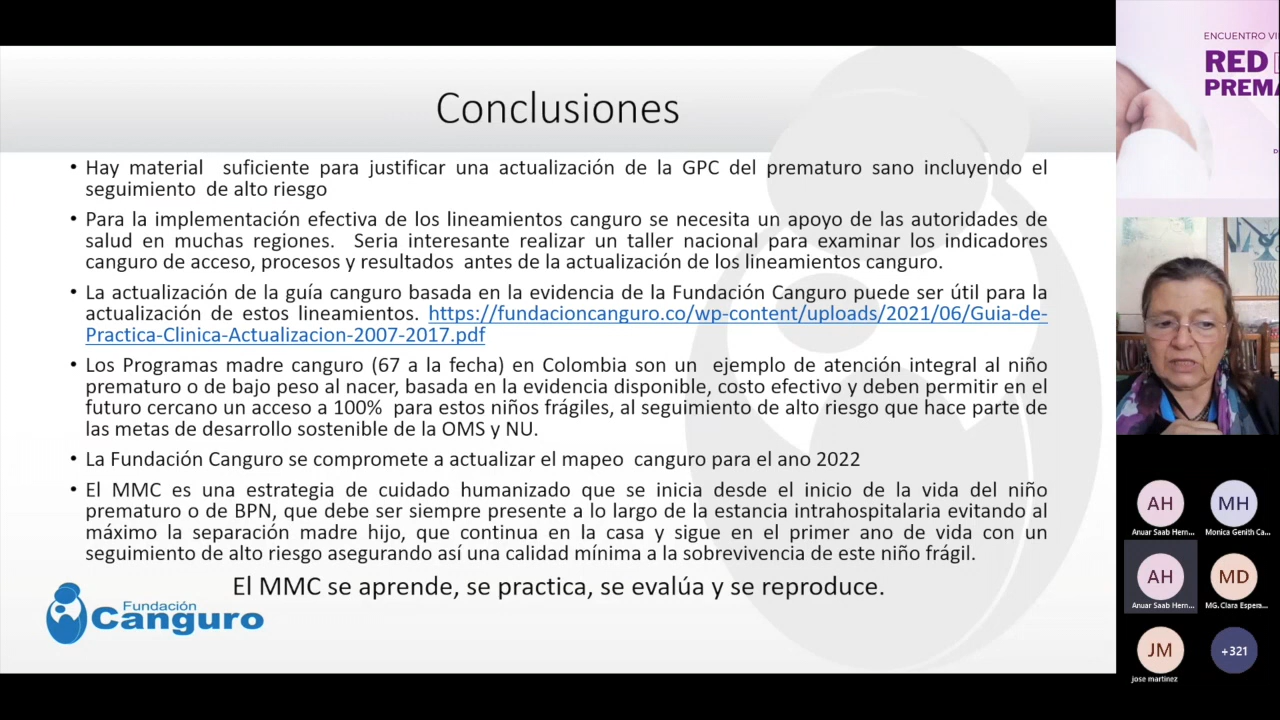 Conclusiones
• Hay material suficiente para justificar una actualización de la GPC del prematuro sano incluyendo el
seguimiento de alto riesgo
• Para la implementación efectiva de los lineamientos canguro se necesita un apoyo de las autoridades de
salud en muchas regiones. Seria interesante realizar un taller nacional para examinar los indicadores
canguro de acceso, procesos y resultados antes de la actualización de los lineamientos canguro.
• La actualización de la guía canguro basada en la evidencia de la Fundación Canguro puede ser útil para la
actualización de estos lineamientos. https://fundacioncanguro.co/wp-content/uploads/2021/06/Guia-de-
Practica-Clinica-Actualizacion-2007-2017.pdf
• Los Programas madre canguro (67 a la fecha) en Colombia son un ejemplo de atención integral al niño
prematuro o de bajo peso al nacer, basada en la evidencia disponible, costo efectivo y deben permitir en el
futuro cercano un acceso a 100% para estos niños frágiles, al seguimiento de alto riesgo que hace parte de
las metas de desarrollo sostenible de la OMS y NU.
• La Fundación Canguro se compromete a actualizar el mapeo canguro para el ano 2022
• El MMC es una estrategia de cuidado humanizado que se inicia desde el inicio de la vida del niño
prematuro o de BPN, que debe ser siempre presente a lo largo de la estancia intrahospitalaria evitando al
máximo la separación madre hijo, que continua en la casa y sigue en el primer ano de vida con un
seguimiento de alto riesgo asegurando así una calidad mínima a la sobrevivencia de este niño frágil.
El MMC se aprende, se practica, se evalúa y se reproduce.
Fundación
Canguro
ENCUENTRO VI
RED
PREMA
AH
MH
Anuar Saab Hern...
Monica Genith Ca...
AH
MD
Anuar Saab Hern...
MG. Clara Espera...
JM
+321
jose martinez